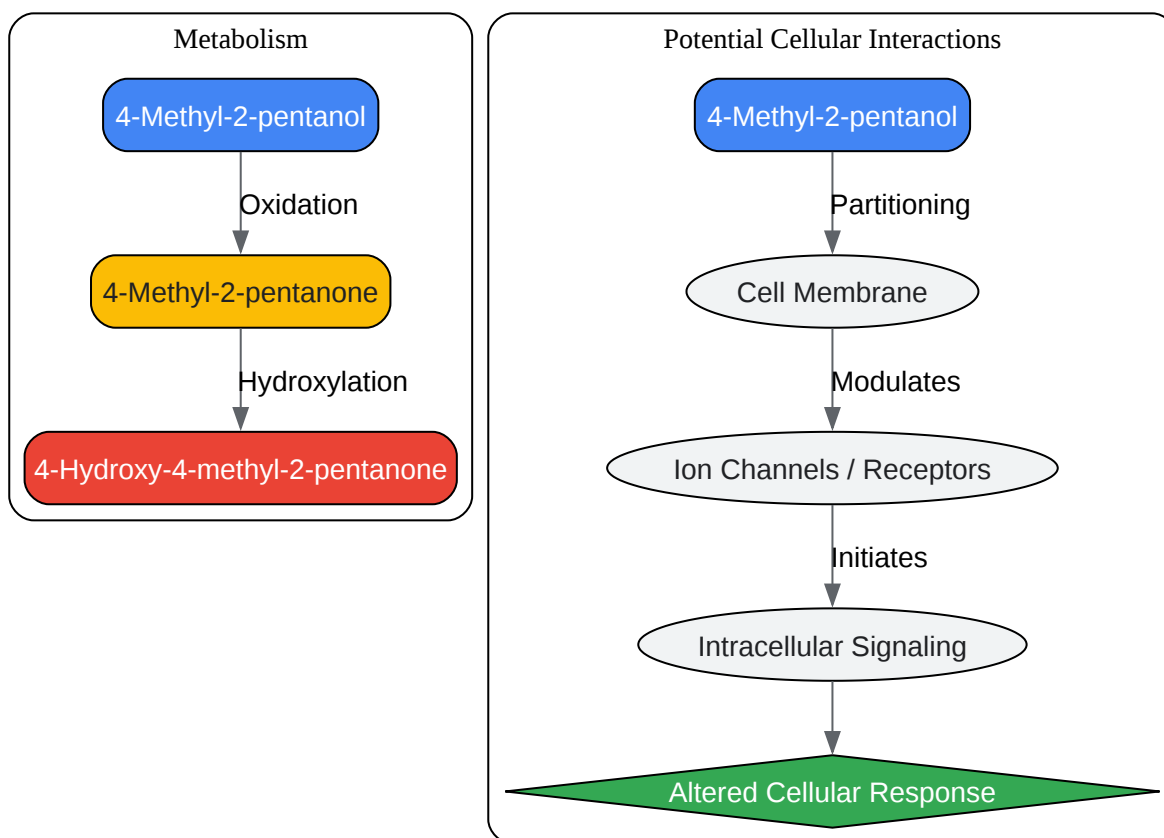 Metabolism
4-Methyl-2-pentanol
Oxidation
4-Methyl-2-pentanone
Hydroxylation
4-Hydroxy-4-methyl-2-pentanone
Potential Cellular Interactions
4-Methyl-2-pentanol
Partitioning
Cell Membrane
Modulates
Ion Channels / Receptors
Initiates
Intracellular Signaling
Altered Cellular Response